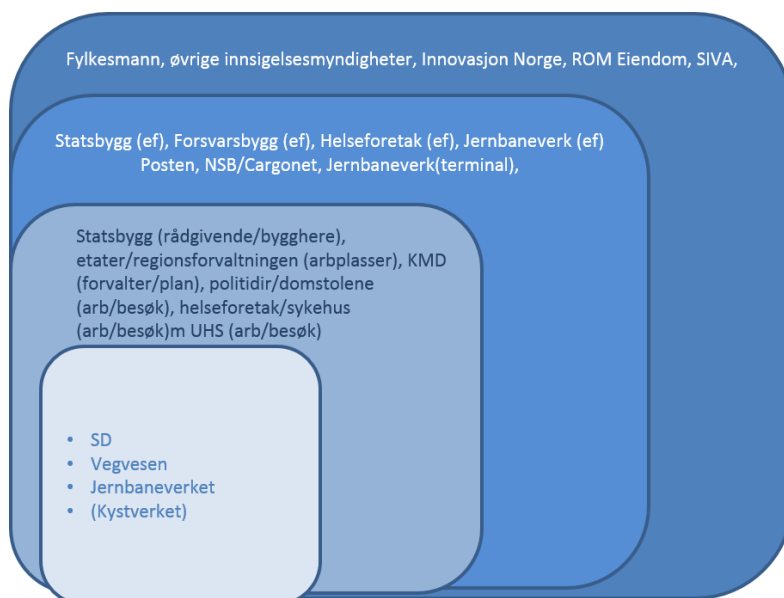 Fylkesmann, øvrige innsigelsesmyndigheter, Innovasjon Norge, ROM Eiendom, SIVA,
Statsbygg (ef), Forsvarsbygg (ef), Helseforetak (ef), Jernbaneverk (ef)
Posten, NSB/Cargonet, Jernbaneverk(terminal),
Statsbygg (rådgivende/bygghere),
etater/regionsforvaltningen (arbplasser), KMD
(forvalter/plan), politidir/domstolene
(arb/besøk), helseforetak/sykehus
(arb/besøk)m UHS (arb/besøk)
• SD
• Vegvesen
• Jernbaneverket
• (Kystverket)